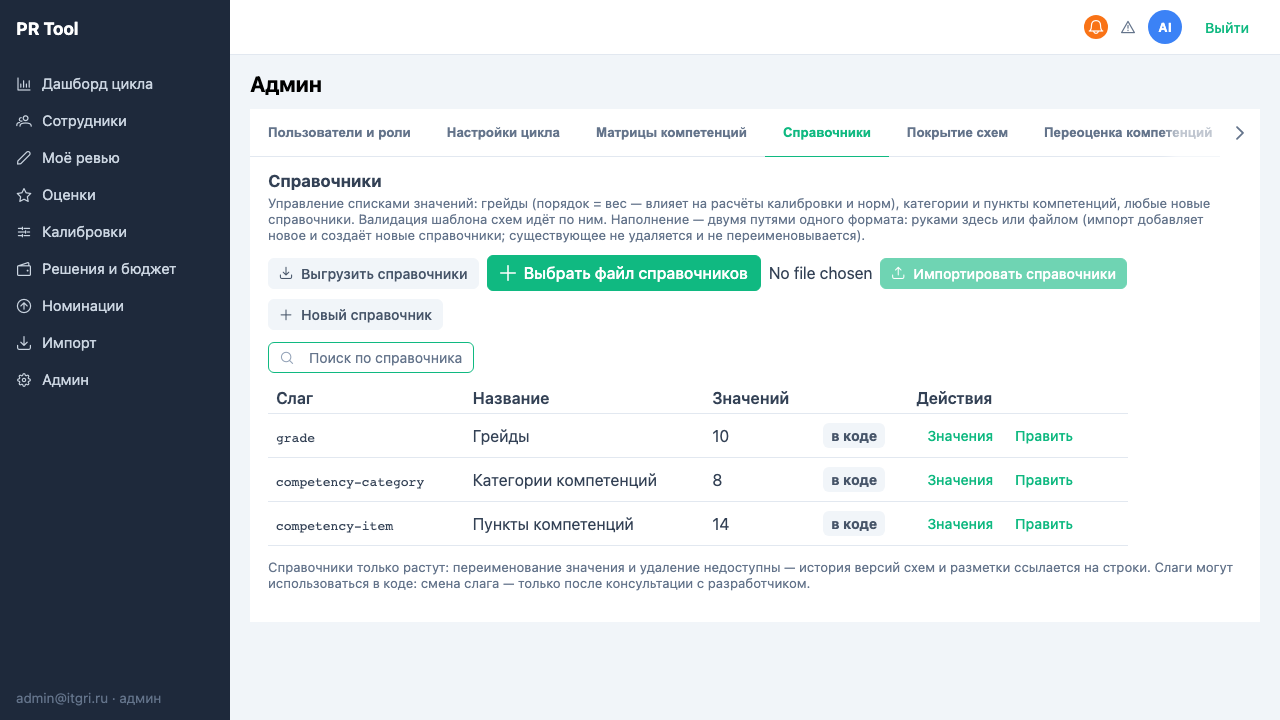 PR Tool
AI
Выйти
Дашборд цикла
Сотрудники
Моё ревью
Оценки
Калибровки
Решения и бюджет
Номинации
Импорт
Админ
admin@itgri.ru · админ
Админ
Пользователи и роли
Настройки цикла
Матрицы компетенций
Справочники
Покрытие схем
Переоценка компетенций
Справочники
Управление списками значений: грейды (порядок = вес — влияет на расчёты калибровки и норм), категории и пункты компетенций, любые новые
справочники. Валидация шаблона схем идёт по ним. Наполнение — двумя путями одного формата: руками здесь или файлом (импорт добавляет
новое и создаёт новые справочники; существующее не удаляется и не переименовывается).
Выгрузить справочники
Выбрать файл справочников
No file chosen
Импортировать справочники
Новый справочник
Поиск по справочника
Слаг Название Значений Действия
grade Грейды 10 в коде Значения Править
competency-category Категории компетенций 8 в коде Значения Править
competency-item Пункты компетенций 14 в коде Значения Править
Справочники только растут: переименование значения и удаление недоступны — история версий схем и разметки ссылается на строки. Слаги могут
использоваться в коде: смена слага — только после консультации с разработчиком.